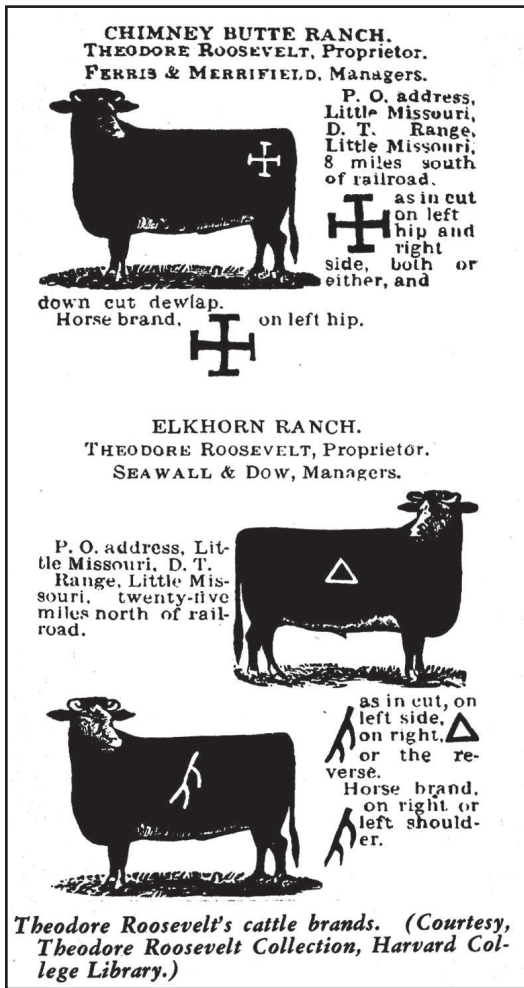 CHIMNEY BUTTE RANCH.
THEODORE ROOSEVELT, Proprietor.
FERRIS & MERRIFIELD, Managers.
P. O. address,
Little Missouri,
D. T. Range,
Little Missouri,
8 miles south
of railroad.
as in cut
on left
hip and
right
side, both or
either, and
down cut dewlap.
Horse brand, on left hip.
ELKHORN RANCH.
THEODORE ROOSEVELT, Proprietor.
SEAWALL & DOW, Managers.
P. O. address, Lit-
tle Missouri, D. T.
Range, Little Mis-
souri, twenty-five
miles north of rail-
road.
as in cut, on
left side,
on right,
or the re-
verse.
Horse brand,
on right or
left should-
er.
Theodore Roosevelt's cattle brands. (Courtesy,
Theodore Roosevelt Collection, Harvard Col-
lege Library.)